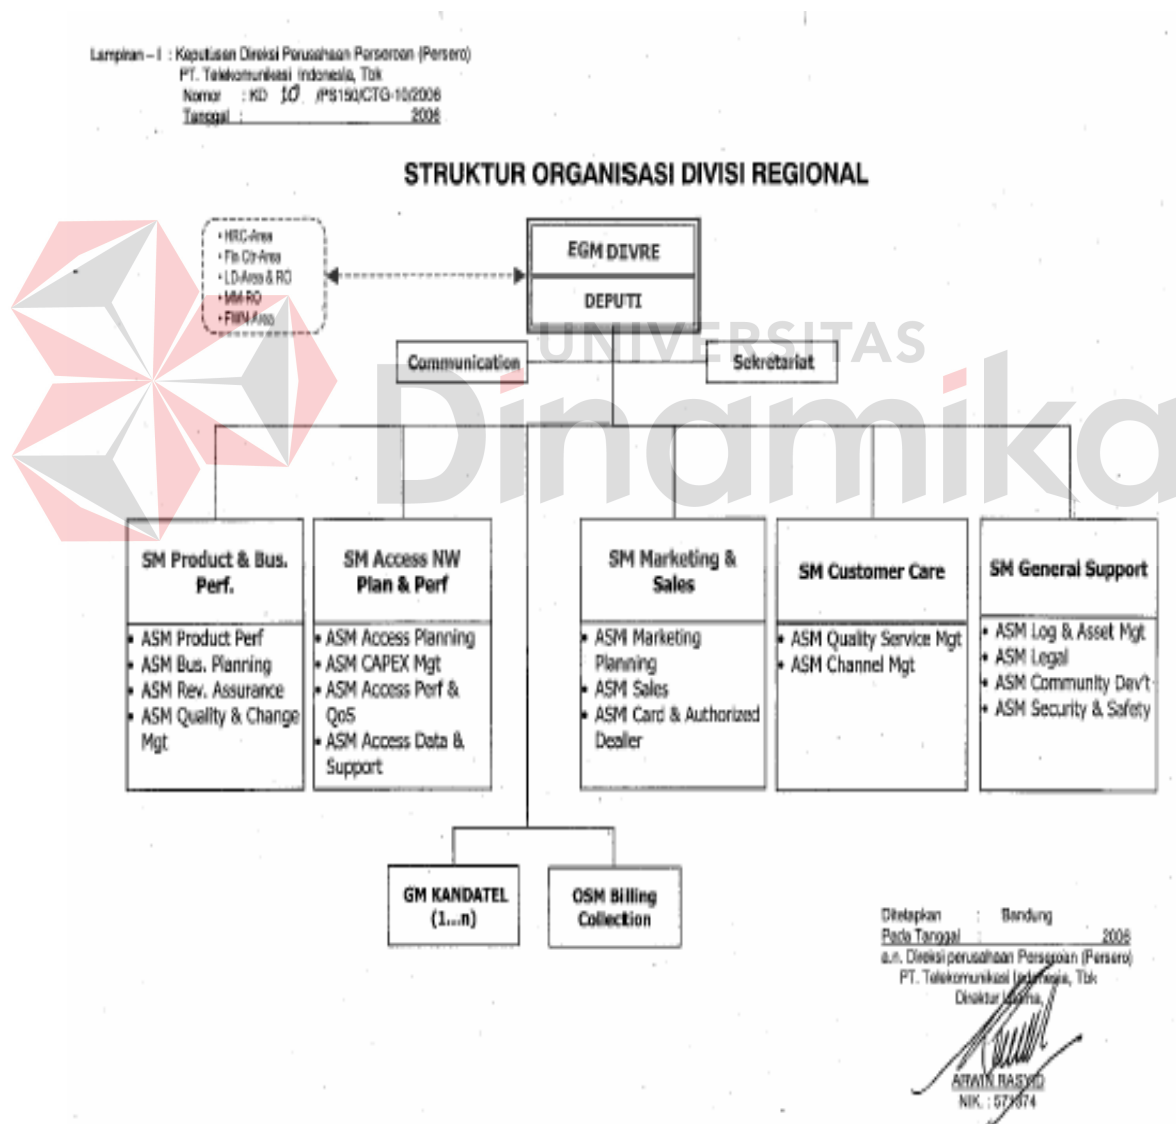 Lampiran – I : Keputusan Direksi Perusahaan Perseroan (Persero)
PT. Telekomunikasi Indonesia, Tbk
Nomor : KD 10 /PS150/CTG-10/2006
Tanggal : 2006
STRUKTUR ORGANISASI DIVISI REGIONAL
• HRC-Area
• Fin Ctr-Area
• LD-Area & RO
• MM-RO
• FWN-Area
EGM DIVRE
DEPUTI
UNIVERSITAS
Dinamika
Communication
Sekretariat
SM Product & Bus.
Perf.
• ASM Product Perf
• ASM Bus. Planning
• ASM Rev. Assurance
• ASM Quality & Change
Mgt
SM Access NW
Plan & Perf
• ASM Access Planning
• ASM CAPEX Mgt
• ASM Access Perf &
QoS
• ASM Access Data &
Support
SM Marketing &
Sales
• ASM Marketing
Planning
• ASM Sales
• ASM Card & Authorized
Dealer
SM Customer Care
• ASM Quality Service Mgt
• ASM Channel Mgt
SM General Support
• ASM Log & Asset Mgt
• ASM Legal
• ASM Community Dev't
• ASM Security & Safety
GM KANDATEL
(1...n)
OSM Billing
Collection
Ditetapkan : Bandung
Pada Tanggal : 2006
a.n. Direksi perusahaan Perseroan (Persero)
PT. Telekomunikasi Indonesia, Tbk
Direktur Utama,
ARWIN RASYID
NIK. :